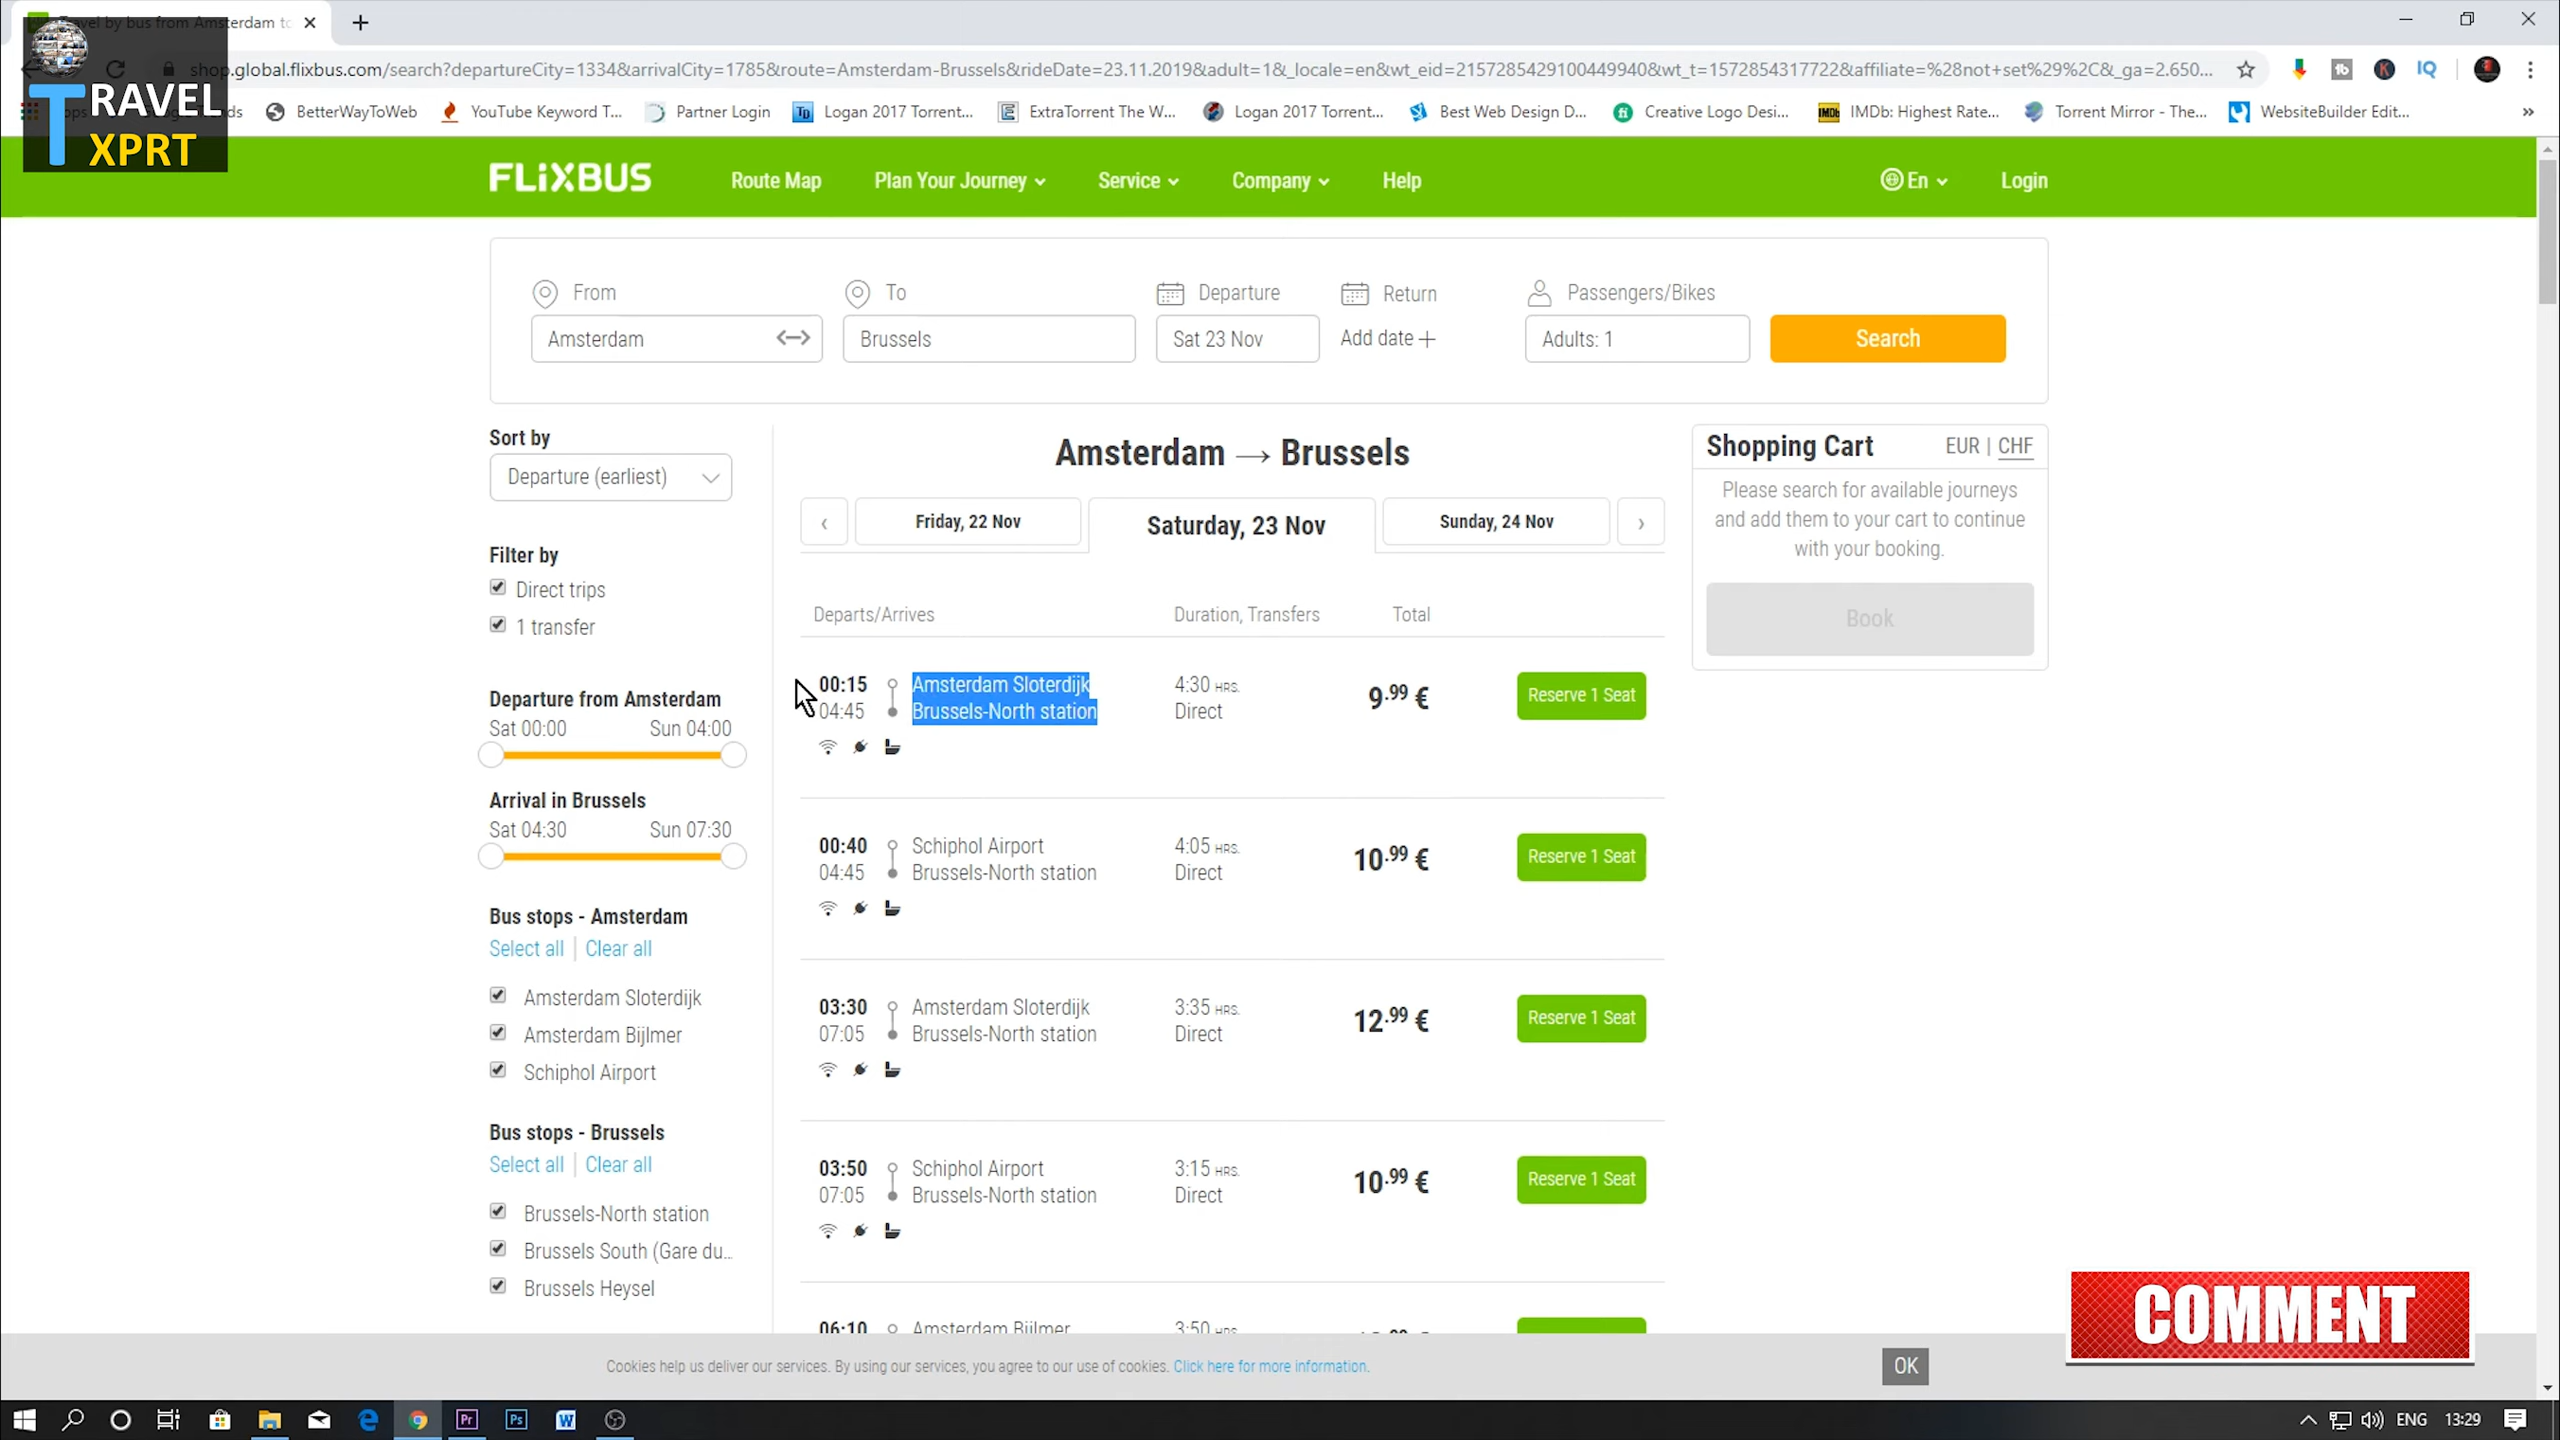 Travel by bus from Amsterdam to
TRAVEL
XPRT
shop.global.flixbus.com/search?departureCity=1334&arrivalCity=1785&route=Amsterdam-Brussels&rideDate=23.11.2019&adult=1&_locale=en&wt_eid=2157285429100449940&wt_t=1572854317722&affiliate=%28not+set%29%2C&_ga=2.650...
BetterWayToWeb YouTube Keyword T... Partner Login Logan 2017 Torrent... ExtraTorrent The W... Logan 2017 Torrent... Best Web Design D... Creative Logo Desi... IMDb: Highest Rate... Torrent Mirror - The... WebsiteBuilder Edit... »
FLiXBUS Route Map Plan Your Journey Service Company Help En Login
From To Departure Return Passengers/Bikes
Amsterdam Brussels Sat 23 Nov Add date + Adults: 1 Search
Sort by
Departure (earliest)
Filter by
Direct trips
1 transfer
Departure from Amsterdam
Sat 00:00 Sun 04:00
Arrival in Brussels
Sat 04:30 Sun 07:30
Bus stops - Amsterdam
Select all | Clear all
Amsterdam Sloterdijk
Amsterdam Bijlmer
Schiphol Airport
Bus stops - Brussels
Select all | Clear all
Brussels-North station
Brussels South (Gare du...
Brussels Heysel
Amsterdam → Brussels
‹ Friday, 22 Nov Saturday, 23 Nov Sunday, 24 Nov ›
Departs/Arrives Duration, Transfers Total
00:15 Amsterdam Sloterdijk 4:30 HRS. 9.99 € Reserve 1 Seat
04:45 Brussels-North station Direct
00:40 Schiphol Airport 4:05 HRS. 10.99 € Reserve 1 Seat
04:45 Brussels-North station Direct
03:30 Amsterdam Sloterdijk 3:35 HRS. 12.99 € Reserve 1 Seat
07:05 Brussels-North station Direct
03:50 Schiphol Airport 3:15 HRS. 10.99 € Reserve 1 Seat
07:05 Brussels-North station Direct
06:10 Amsterdam Bijlmer 3:50 HRS.
Shopping Cart EUR | CHF
Please search for available journeys
and add them to your cart to continue
with your booking.
Book
COMMENT
Cookies help us deliver our services. By using our services, you agree to our use of cookies. Click here for more information. OK
ENG 13:29